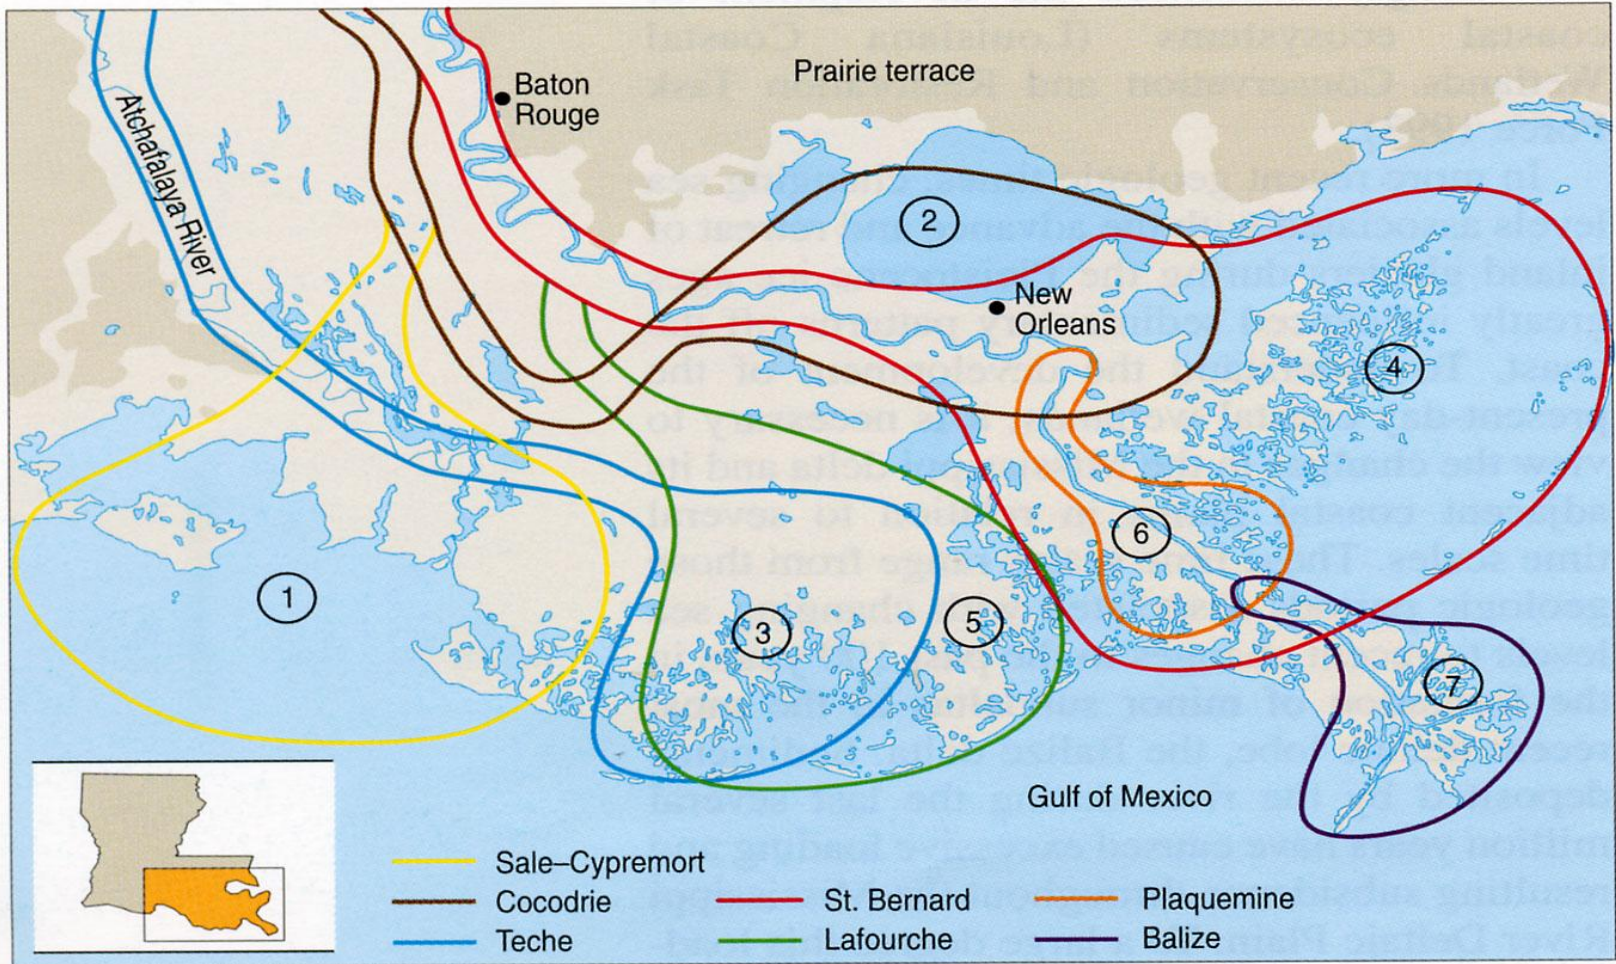 Prairie terrace
Baton
Rouge
Atchafalaya River
2
New
Orleans
4
6
1
3
5
7
Gulf of Mexico
Sale–Cypremort
Cocodrie
St. Bernard
Plaquemine
Teche
Lafourche
Balize